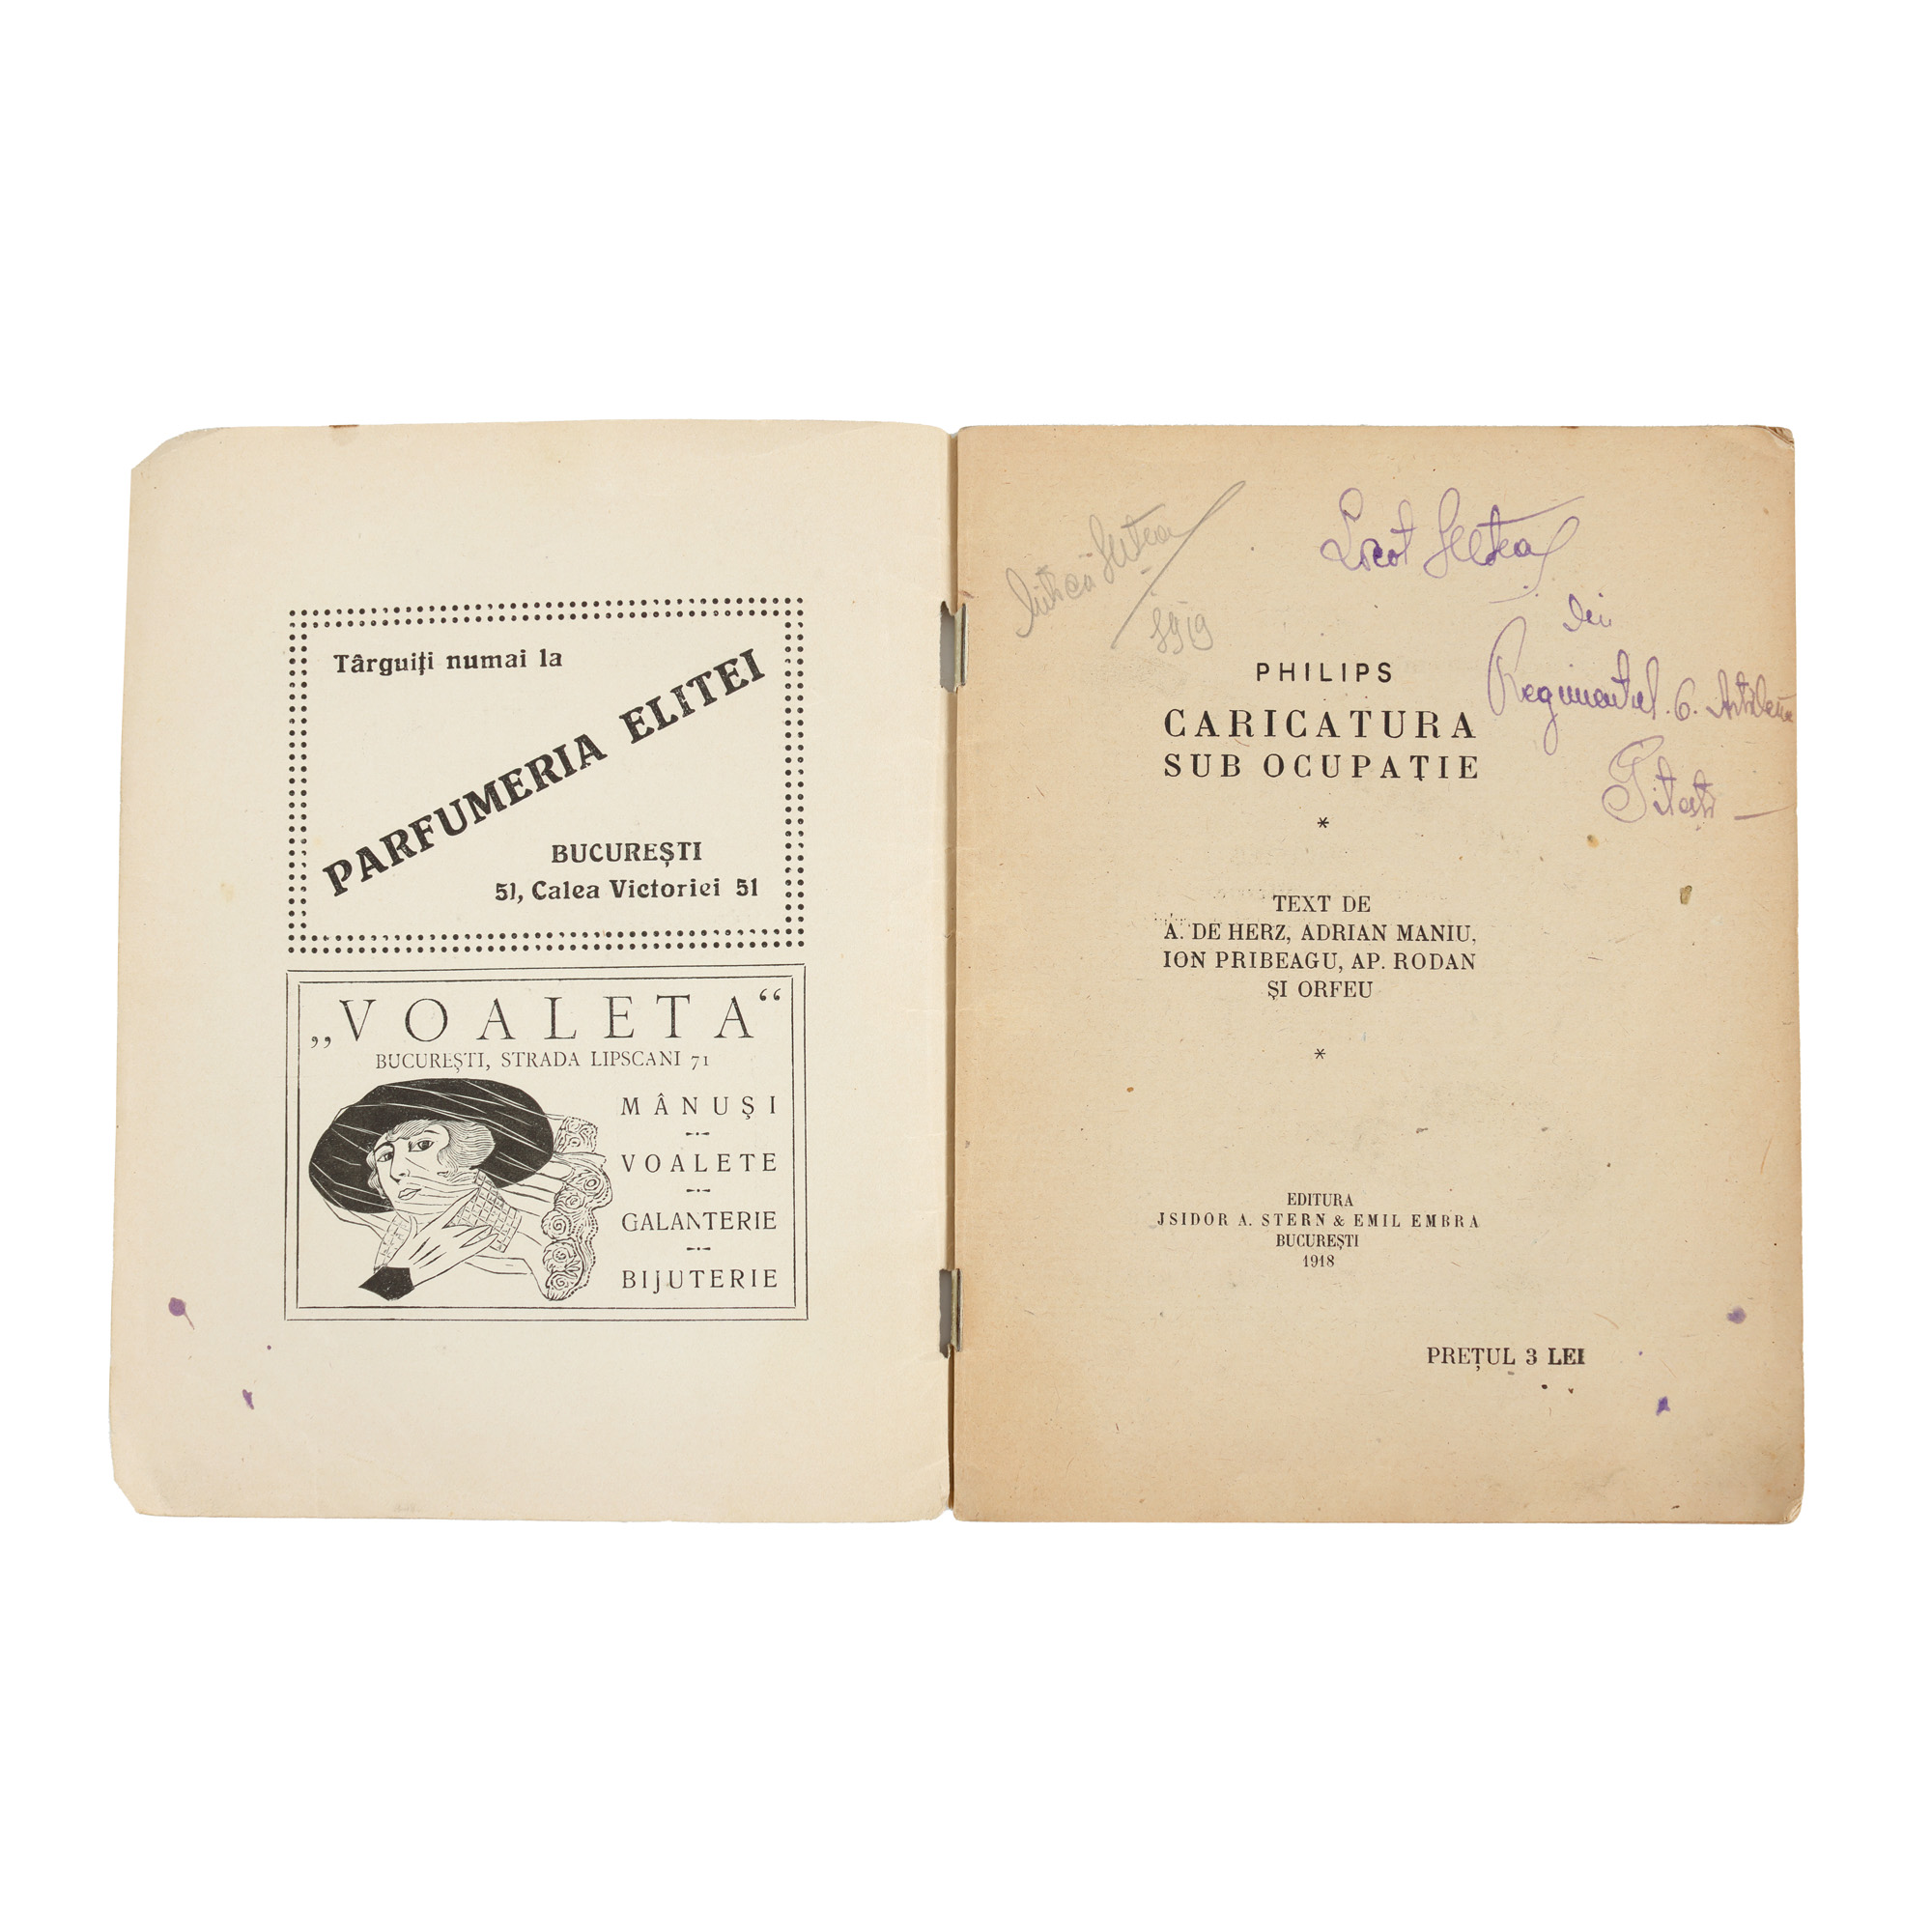 Târguiți numai la
PARFUMERIA ELITEI
BUCUREȘTI
51, Calea Victoriei 51
„VOALETA“
BUCUREȘTI, STRADA LIPSCANI 71
MÂNUȘI
VOALETE
GALANTERIE
BIJUTERIE
1919
Locot
din
Regimentul 6.
PHILIPS
CARICATURA
SUB OCUPAȚIE
*
TEXT DE
A. DE HERZ, ADRIAN MANIU,
ION PRIBEAGU, AP. RODAN
ȘI ORFEU
*
EDITURA
JSIDOR A. STERN & EMIL EMBRA
BUCUREȘTI
1918
PREȚUL 3 LEI